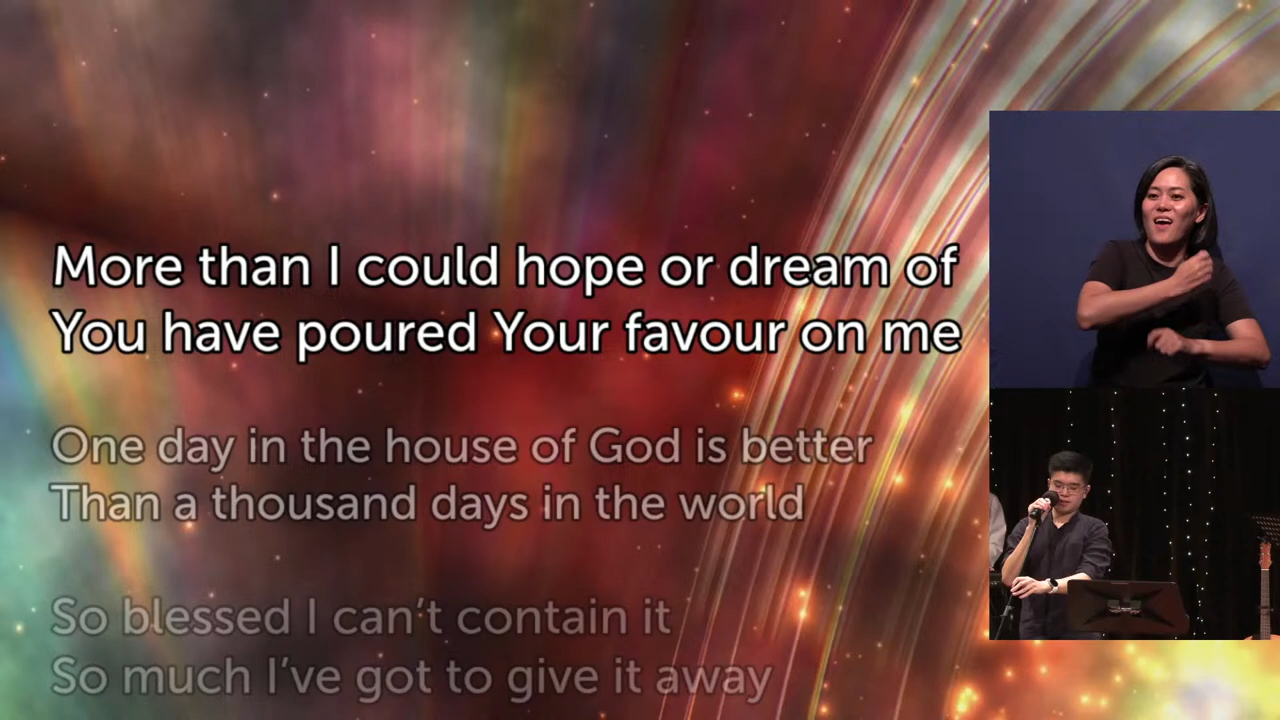 More than I could hope or dream of
You have poured Your favour on me
One day in the house of God is better
Than a thousand days in the world
So blessed I can’t contain it
So much I’ve got to give it away